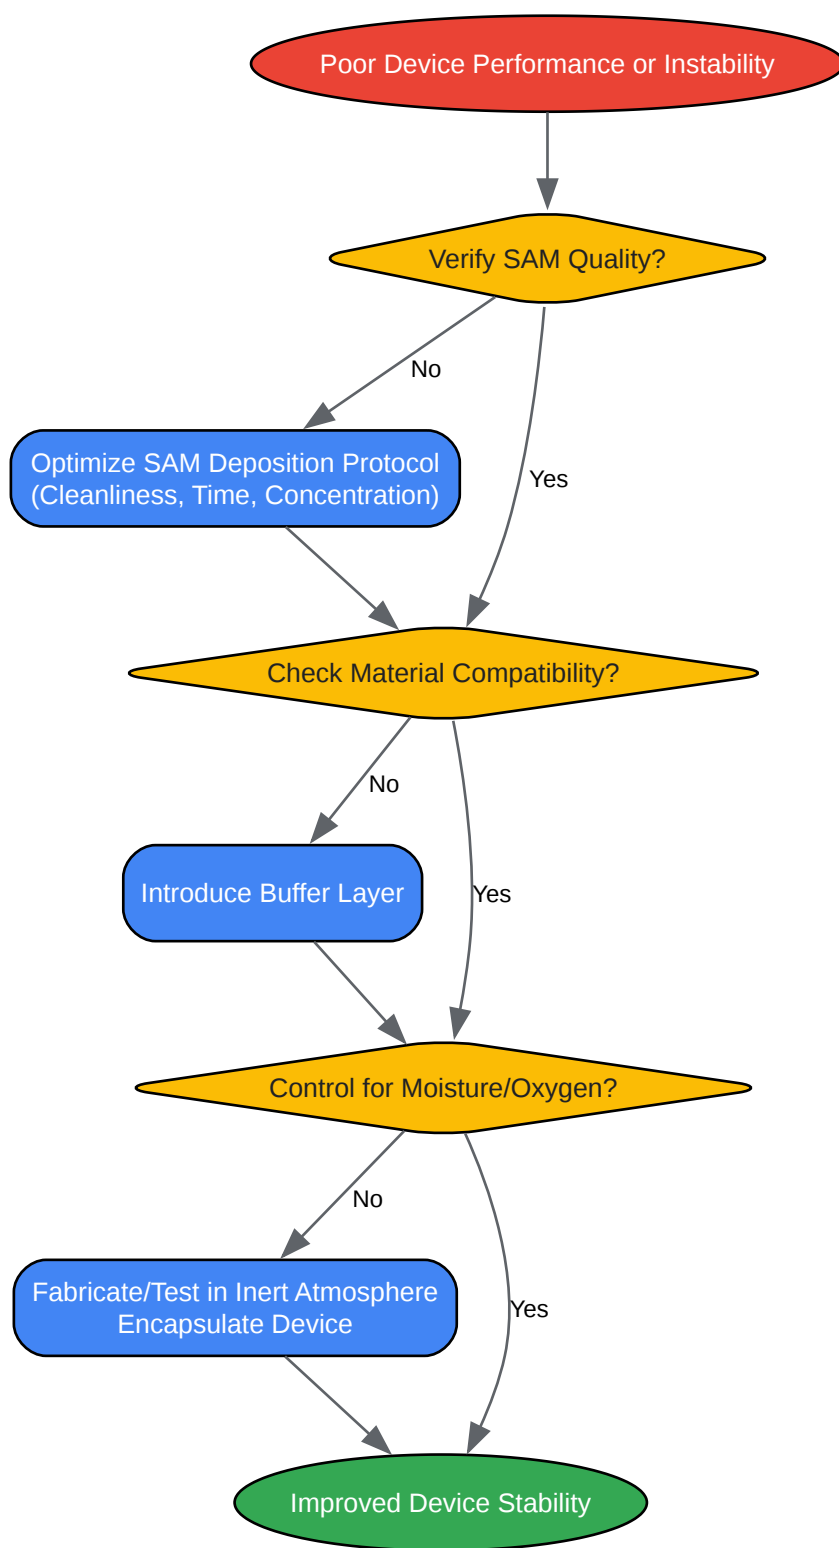 Poor Device Performance or Instability
Verify SAM Quality?
No
Yes
Optimize SAM Deposition Protocol
(Cleanliness, Time, Concentration)
Check Material Compatibility?
No
Yes
Introduce Buffer Layer
Control for Moisture/Oxygen?
No
Yes
Fabricate/Test in Inert Atmosphere
Encapsulate Device
Improved Device Stability